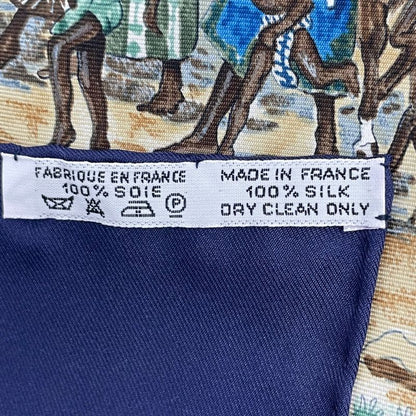 FABRIQUE EN FRANCE
100% SOIE
P
MADE IN FRANCE
100% SILK
DRY CLEAN ONLY